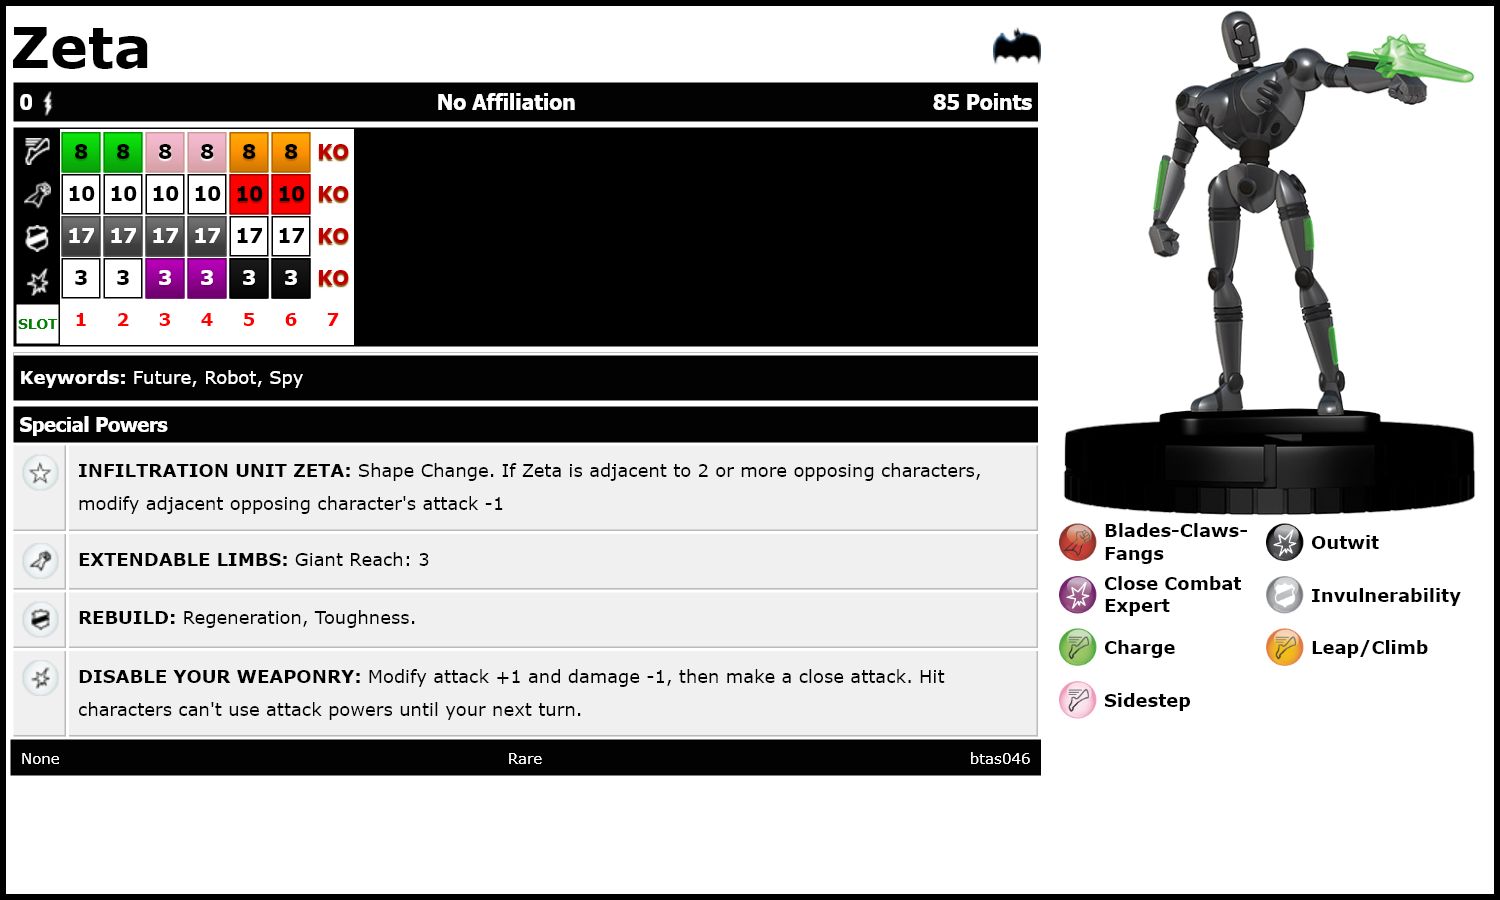 Zeta
0 No Affiliation 85 Points
8 8 8 8 8 8 KO
10 10 10 10 10 10 KO
17 17 17 17 17 17 KO
3 3 3 3 3 3 KO
SLOT 1 2 3 4 5 6 7
Keywords: Future, Robot, Spy
Special Powers
INFILTRATION UNIT ZETA: Shape Change. If Zeta is adjacent to 2 or more opposing characters,
modify adjacent opposing character's attack -1
EXTENDABLE LIMBS: Giant Reach: 3
REBUILD: Regeneration, Toughness.
DISABLE YOUR WEAPONRY: Modify attack +1 and damage -1, then make a close attack. Hit
characters can't use attack powers until your next turn.
None Rare btas046
Blades-Claws-
Fangs
Outwit
Close Combat
Expert
Invulnerability
Charge
Leap/Climb
Sidestep